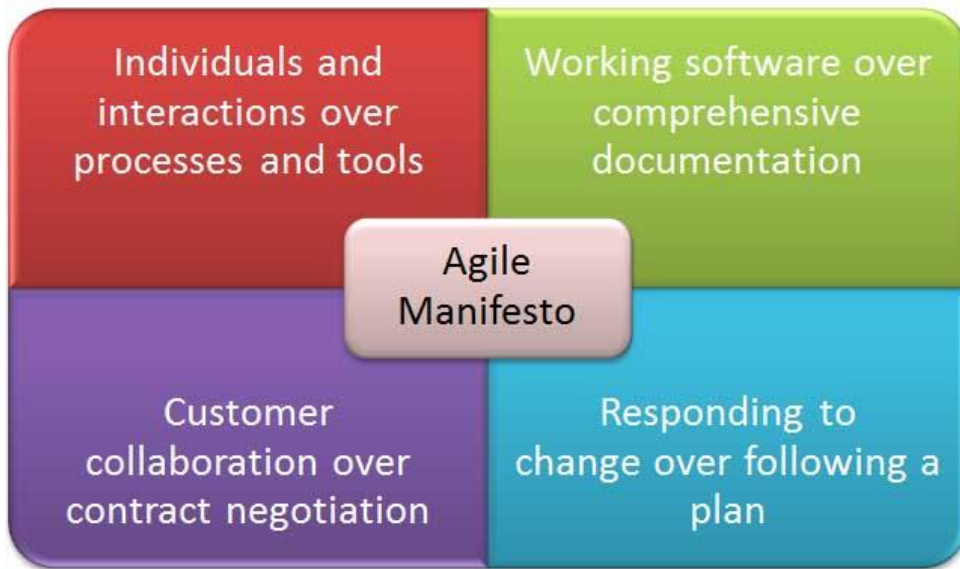 Individuals and
interactions over
processes and tools
Working software over
comprehensive
documentation
Agile
Manifesto
Customer
collaboration over
contract negotiation
Responding to
change over following a
plan